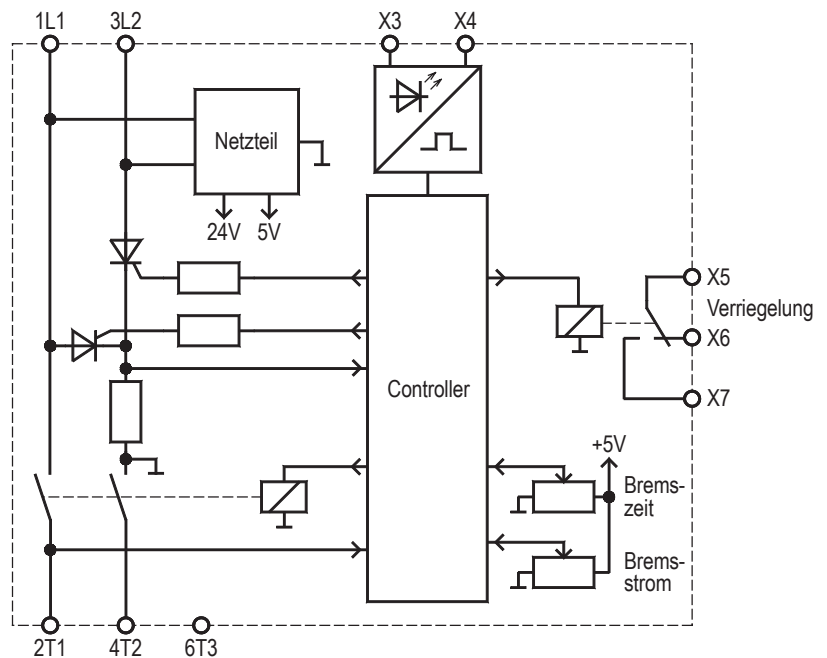 1L1 3L2 X3 X4
Netzteil
24V 5V
X5
Verriegelung
X6
Controller
X7
+5V
Brems-
zeit
Brems-
strom
2T1 4T2 6T3